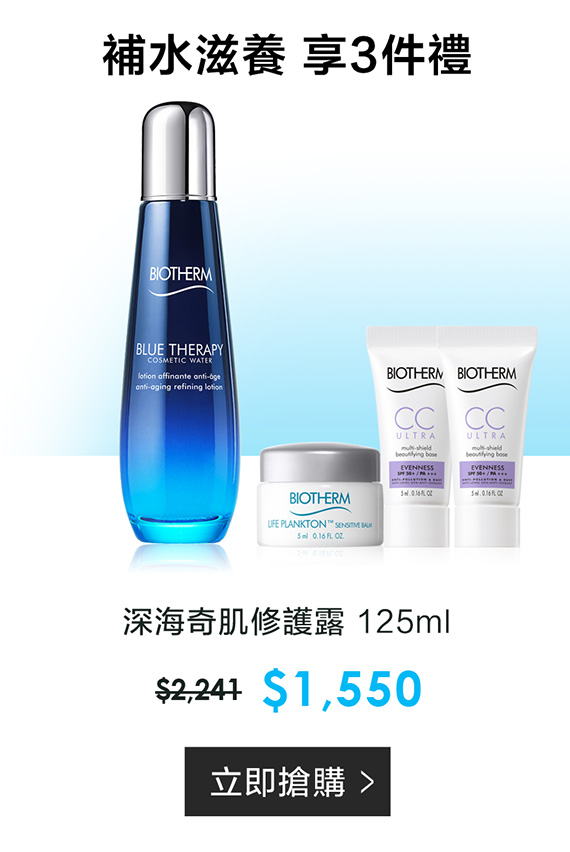 補水滋養 享3件禮
BIOTHERM
BLUE THERAPY
COSMETIC WATER
lotion affinante anti-âge
anti-aging refining lotion
BIOTHERM
LIFE PLANKTON™ SENSITIVE BALM
5 ml 0.16 FL. OZ.
BIOTHERM
CC
ULTRA
multi-shield
beautifying base
EVENNESS
SPF 50+ / PA +++
5 ml . 0.16 FL. OZ
BIOTHERM
CC
ULTRA
multi-shield
beautifying base
EVENNESS
SPF 50+ / PA +++
5 ml . 0.16 FL. OZ
深海奇肌修護露 125ml
$2,241 $1,550
立即搶購 >